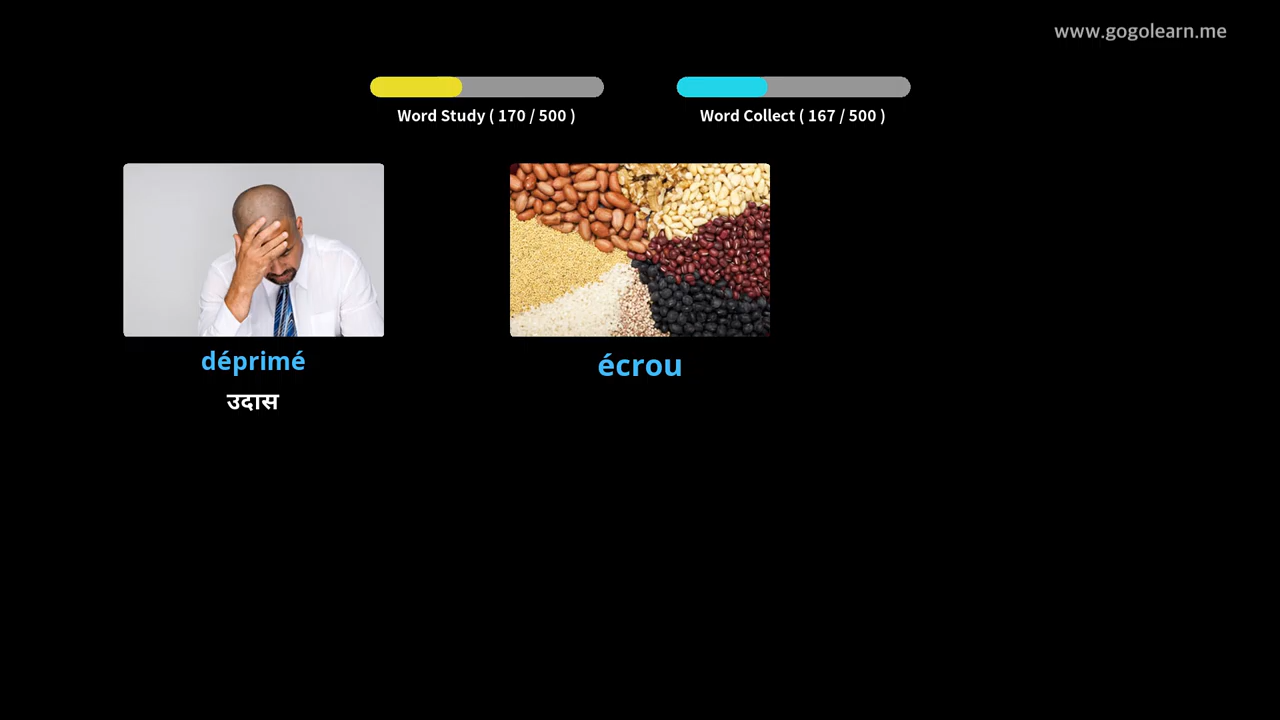 www.gogolearn.me
Word Study ( 170 / 500 )
Word Collect ( 167 / 500 )
déprimé
उदास
écrou